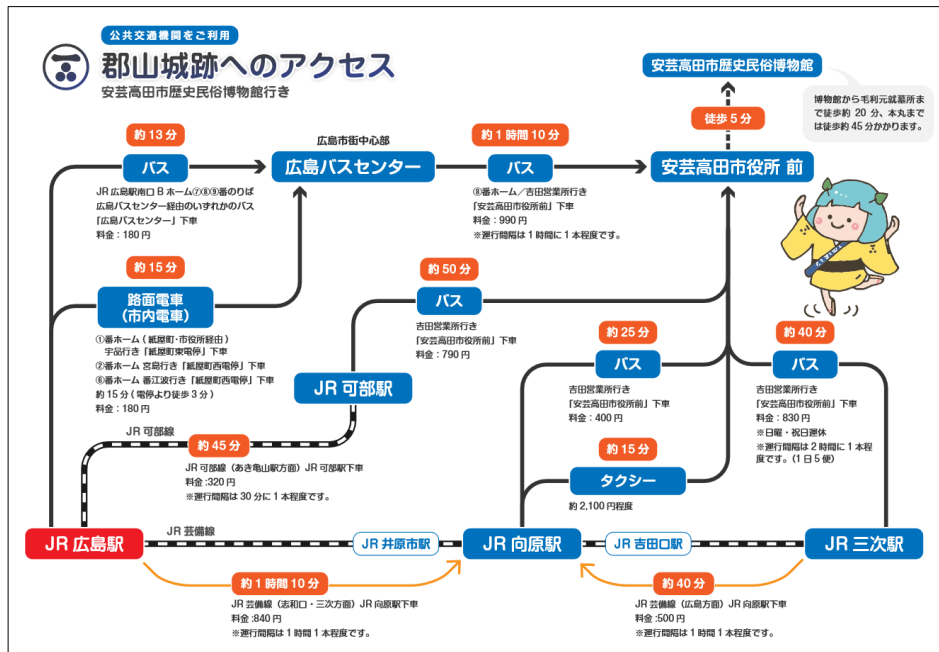 公共交通機関をご利用
郡山城跡へのアクセス
安芸高田市歴史民俗博物館行き
安芸高田市歴史民俗博物館
博物館から毛利元就墓所ま
で徒歩約 20 分、本丸まで
は徒歩約 45 分かかります。
徒歩 5 分
約 13 分
バス
JR 広島駅南口 B ホーム⑦⑧⑨番のりば
広島バスセンター経由のいずれかのバス
「広島バスセンター」下車
料金：180 円
広島市街中心部
広島バスセンター
約 1 時間 10 分
バス
⑧番ホーム／吉田営業所行き
「安芸高田市役所前」下車
料金：990 円
※運行間隔は 1 時間に 1 本程度です。
安芸高田市役所 前
約 15 分
路面電車
（市内電車）
①番ホーム ( 紙屋町・市役所経由 )
宇品行き「紙屋町東電停」下車
②番ホーム 宮島行き「紙屋町西電停」下車
⑥番ホーム 番江波行き「紙屋町西電停」下車
約 15 分 ( 電停より徒歩 3 分 )
料金：180 円
約 50 分
バス
吉田営業所行き
「安芸高田市役所前」下車
料金：790 円
JR 可部駅
約 25 分
バス
吉田営業所行き
「安芸高田市役所前」下車
料金：400 円
約 40 分
バス
吉田営業所行き
「安芸高田市役所前」下車
料金：830 円
※日曜・祝日運休
※運行間隔は 2 時間に 1 本程
度です。（1 日 5 便）
約 15 分
タクシー
約 2,100 円程度
JR 可部線
約 45 分
JR 可部線（あき亀山駅方面）JR 可部駅下車
料金 :320 円
※運行間隔は 30 分に 1 本程度です。
JR 芸備線
JR 広島駅
JR 井原市駅
JR 向原駅
JR 吉田口駅
JR 三次駅
約 1 時間 10 分
JR 芸備線（志和口・三次方面）JR 向原駅下車
料金 :840 円
※運行間隔は 1 時間 1 本程度です。
約 40 分
JR 芸備線（広島方面）JR 向原駅下車
料金 :500 円
※運行間隔は 1 時間 1 本程度です。